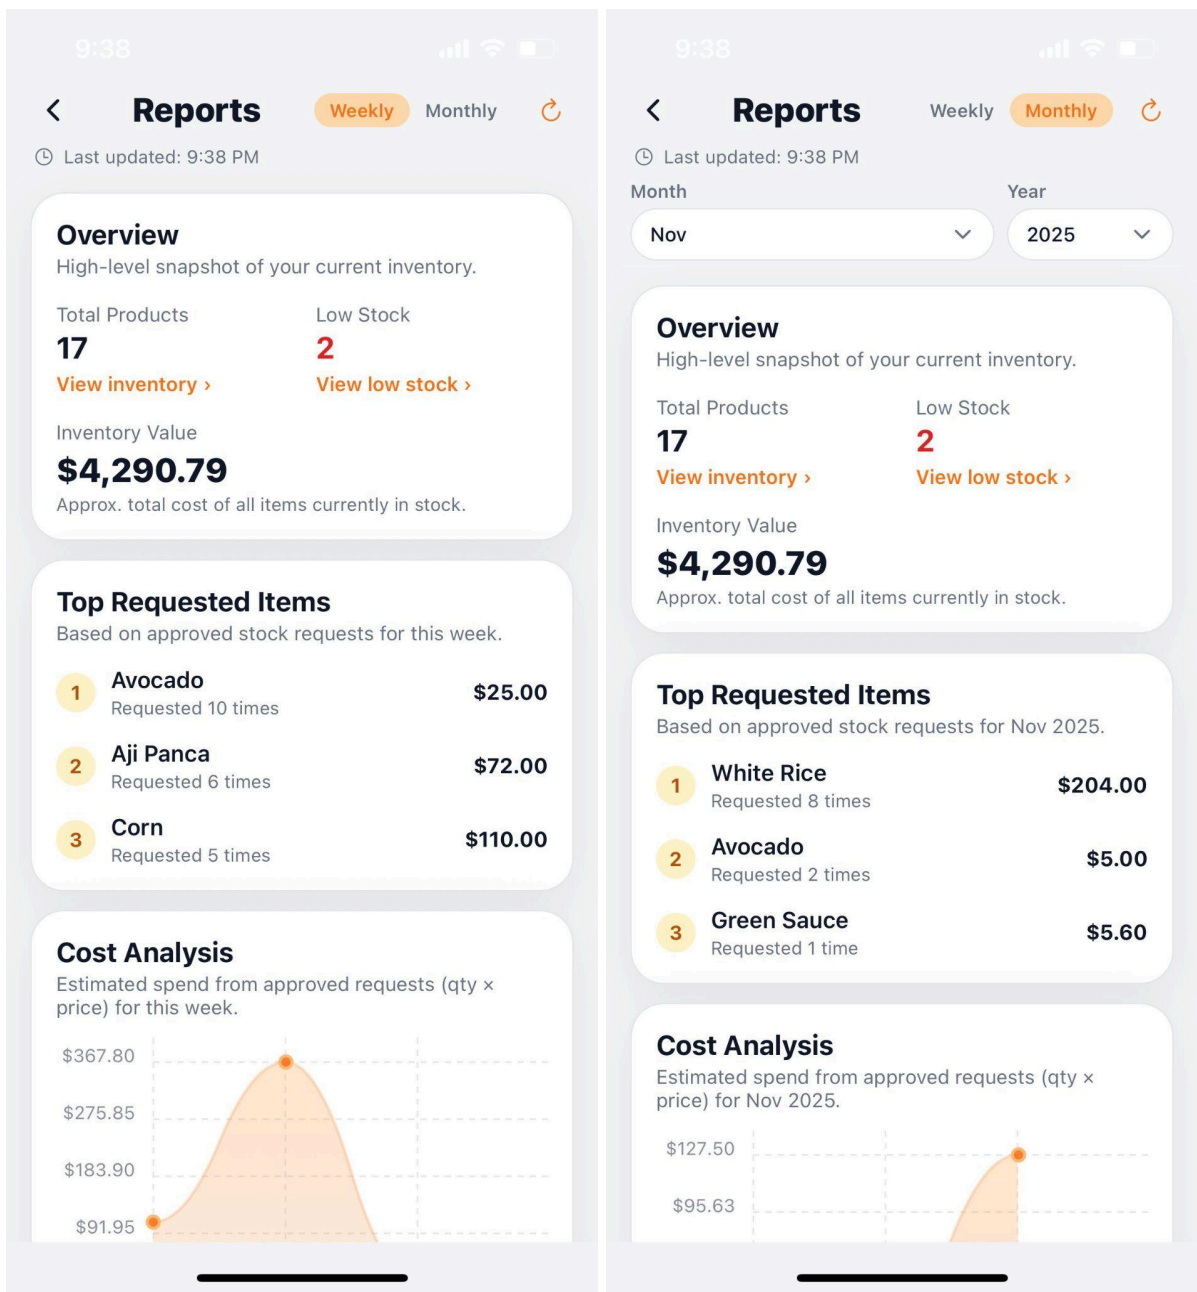 9:38
Reports
Weekly
Monthly
Last updated: 9:38 PM
Overview
High-level snapshot of your current inventory.
Total Products
Low Stock
17
2
View inventory ›
View low stock ›
Inventory Value
$4,290.79
Approx. total cost of all items currently in stock.
Top Requested Items
Based on approved stock requests for this week.
1
Avocado
Requested 10 times
$25.00
2
Aji Panca
Requested 6 times
$72.00
3
Corn
Requested 5 times
$110.00
Cost Analysis
Estimated spend from approved requests (qty ×
price) for this week.
$367.80
$275.85
$183.90
$91.95
9:38
Reports
Weekly
Monthly
Last updated: 9:38 PM
Month
Year
Nov
2025
Overview
High-level snapshot of your current inventory.
Total Products
Low Stock
17
2
View inventory ›
View low stock ›
Inventory Value
$4,290.79
Approx. total cost of all items currently in stock.
Top Requested Items
Based on approved stock requests for Nov 2025.
1
White Rice
Requested 8 times
$204.00
2
Avocado
Requested 2 times
$5.00
3
Green Sauce
Requested 1 time
$5.60
Cost Analysis
Estimated spend from approved requests (qty ×
price) for Nov 2025.
$127.50
$95.63